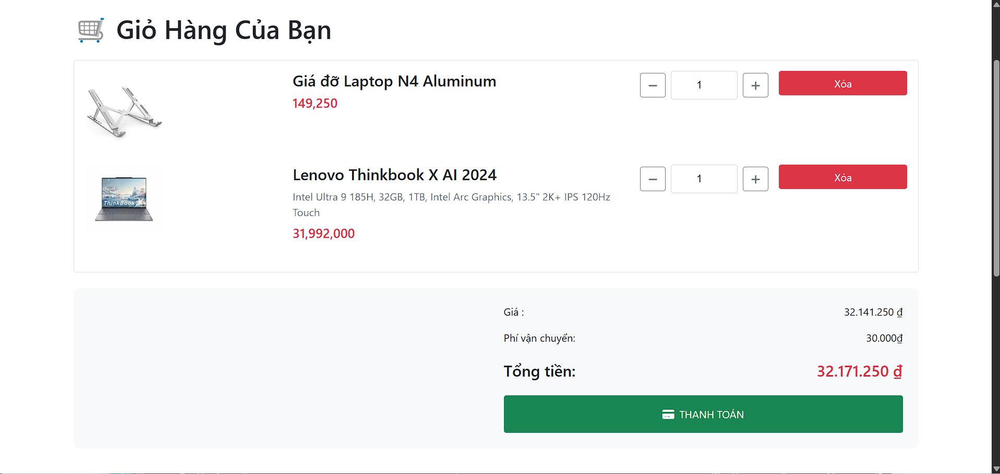 Giỏ Hàng Của Bạn
Giá đỡ Laptop N4 Aluminum
149,250
1
Xóa
ThinkBook X
Lenovo Thinkbook X AI 2024
Intel Ultra 9 185H, 32GB, 1TB, Intel Arc Graphics, 13.5" 2K+ IPS 120Hz
Touch
31,992,000
1
Xóa
Giá :
32.141.250 ₫
Phí vận chuyển:
30.000₫
Tổng tiền:
32.171.250 ₫
THANH TOÁN